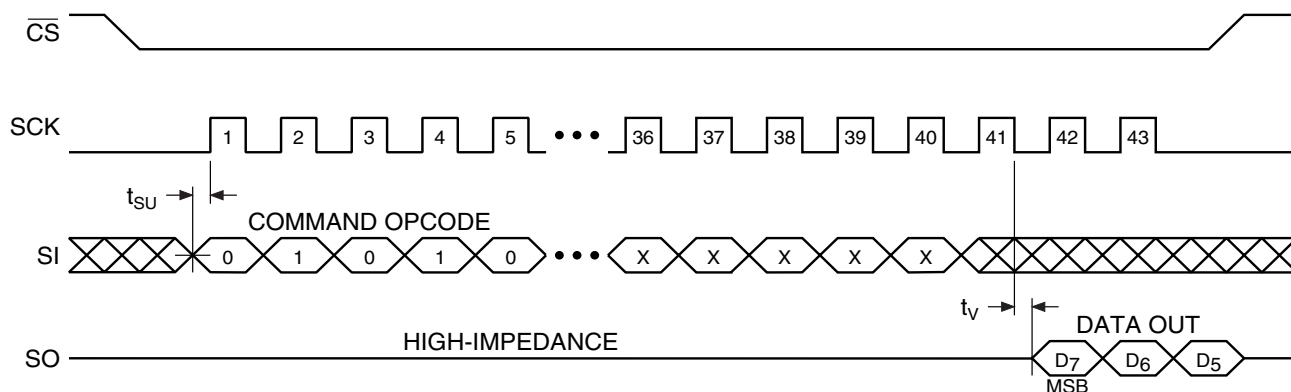 CS
SCK 1 2 3 4 5 ••• 36 37 38 39 40 41 42 43
tSU
COMMAND OPCODE
SI 0 1 0 1 0 ••• X X X X X
tV
HIGH-IMPEDANCE DATA OUT
SO D7 D6 D5
MSB